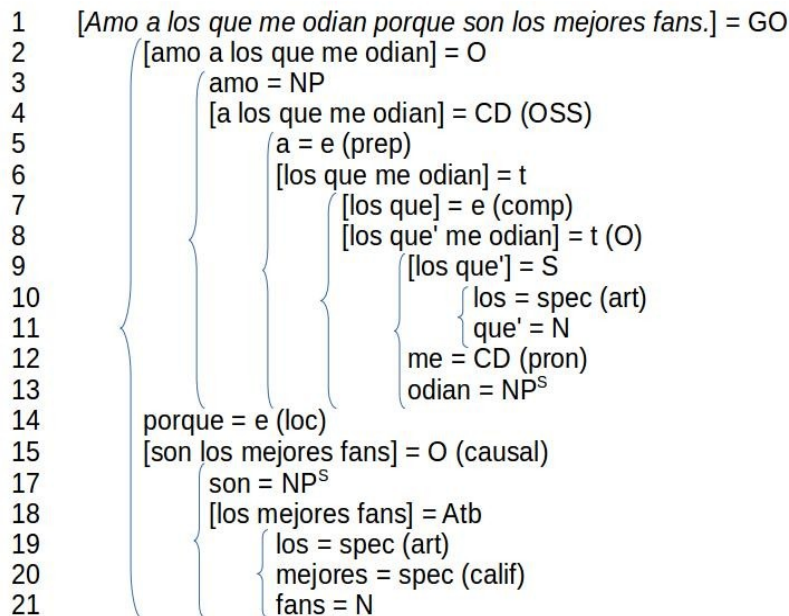 1 [Amo a los que me odian porque son los mejores fans.] = GO
2 [amo a los que me odian] = O
3 amo = NP
4 [a los que me odian] = CD (OSS)
5 a = e (prep)
6 [los que me odian] = t
7 [los que] = e (comp)
8 [los que' me odian] = t (O)
9 [los que'] = S
10 los = spec (art)
11 que' = N
12 me = CD (pron)
13 odian = NPˢ
14 porque = e (loc)
15 [son los mejores fans] = O (causal)
17 son = NPˢ
18 [los mejores fans] = Atb
19 los = spec (art)
20 mejores = spec (calif)
21 fans = N